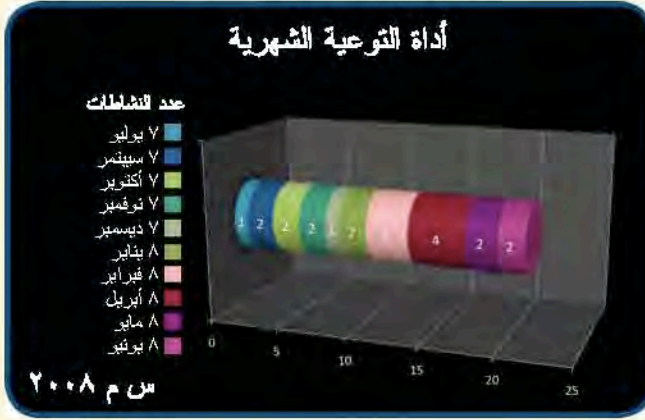 أداة التوعية الشهرية
عدد النشاطات
٧ يوليو
٧ سبيتمر
٧ أكتوبر
٧ نوفمبر
٧ ديسمبر
٨ يناير
٨ فبراير
٨ أبريل
٨ مايو
٨ يونيو
1 2 2 2 1 2 4 2 2
0 5 10 15 20 25
س م ٢٠٠٨